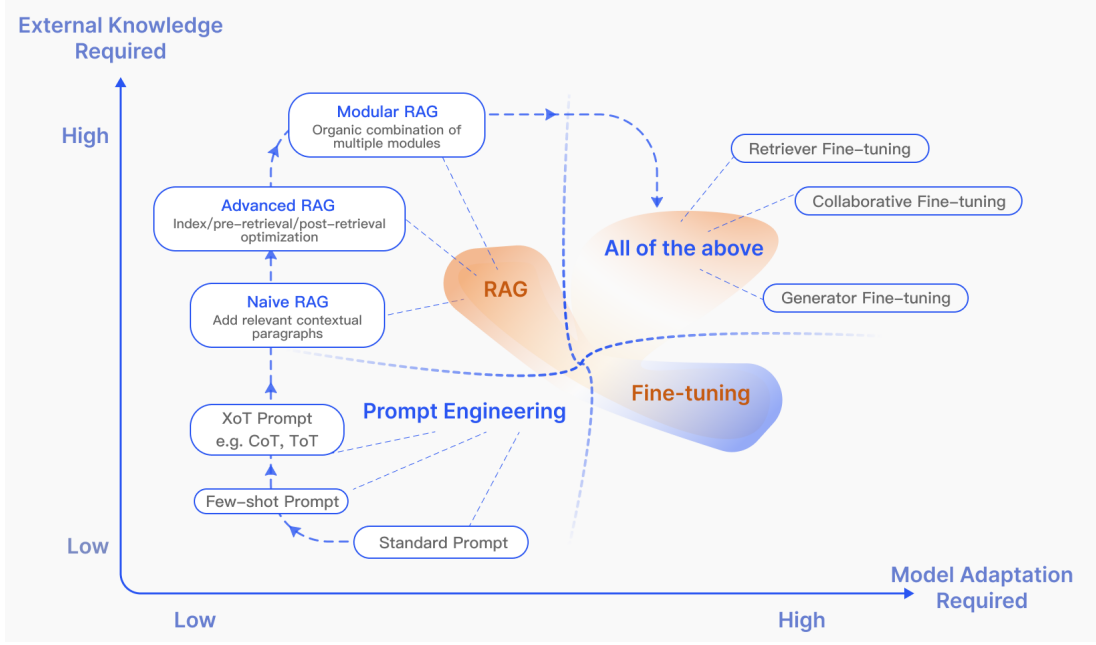 External Knowledge
Required
High
Modular RAG
Organic combination of
multiple modules
Retriever Fine-tuning
Advanced RAG
Index/pre-retrieval/post-retrieval
optimization
Collaborative Fine-tuning
All of the above
RAG
Naive RAG
Add relevant contextual
paragraphs
Generator Fine-tuning
Fine-tuning
Prompt Engineering
XoT Prompt
e.g. CoT, ToT
Few-shot Prompt
Standard Prompt
Low
Model Adaptation
Required
Low
High